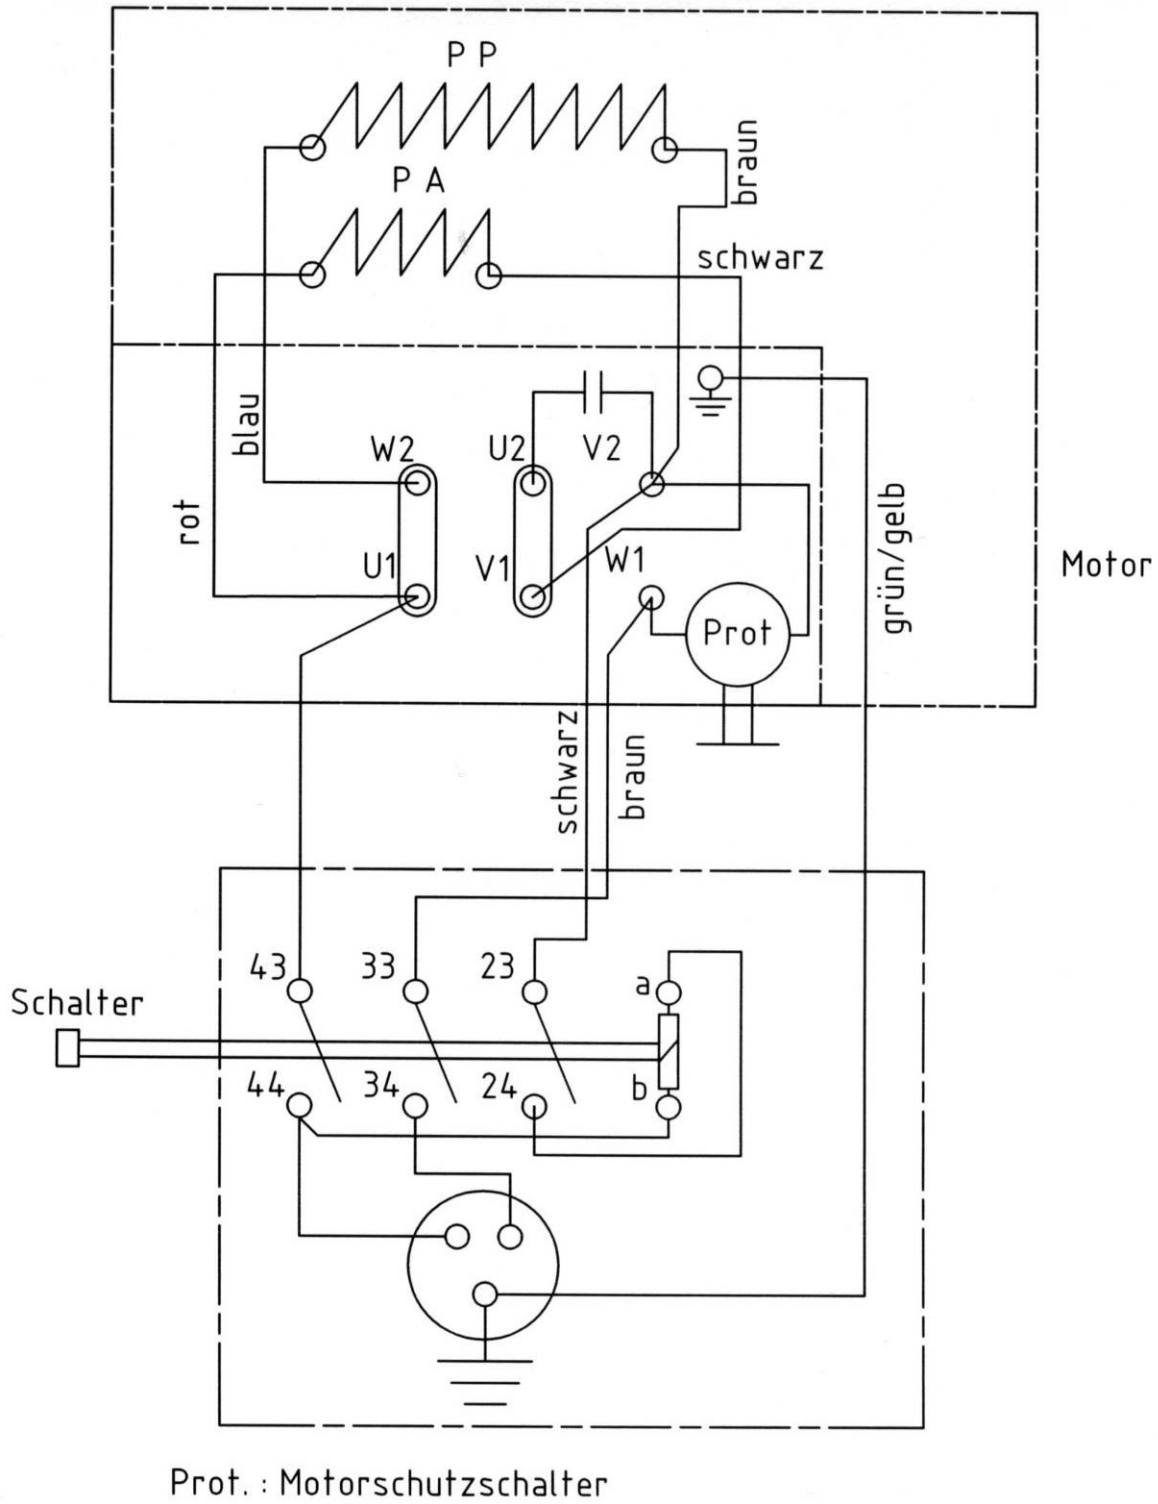 P P
braun
P A
schwarz
blau
W2
U2
V2
rot
grün/gelb
U1
V1
W1
Motor
Prot
schwarz
braun
43
33
23
a
Schalter
44
34
24
b
Prot. : Motorschutzschalter